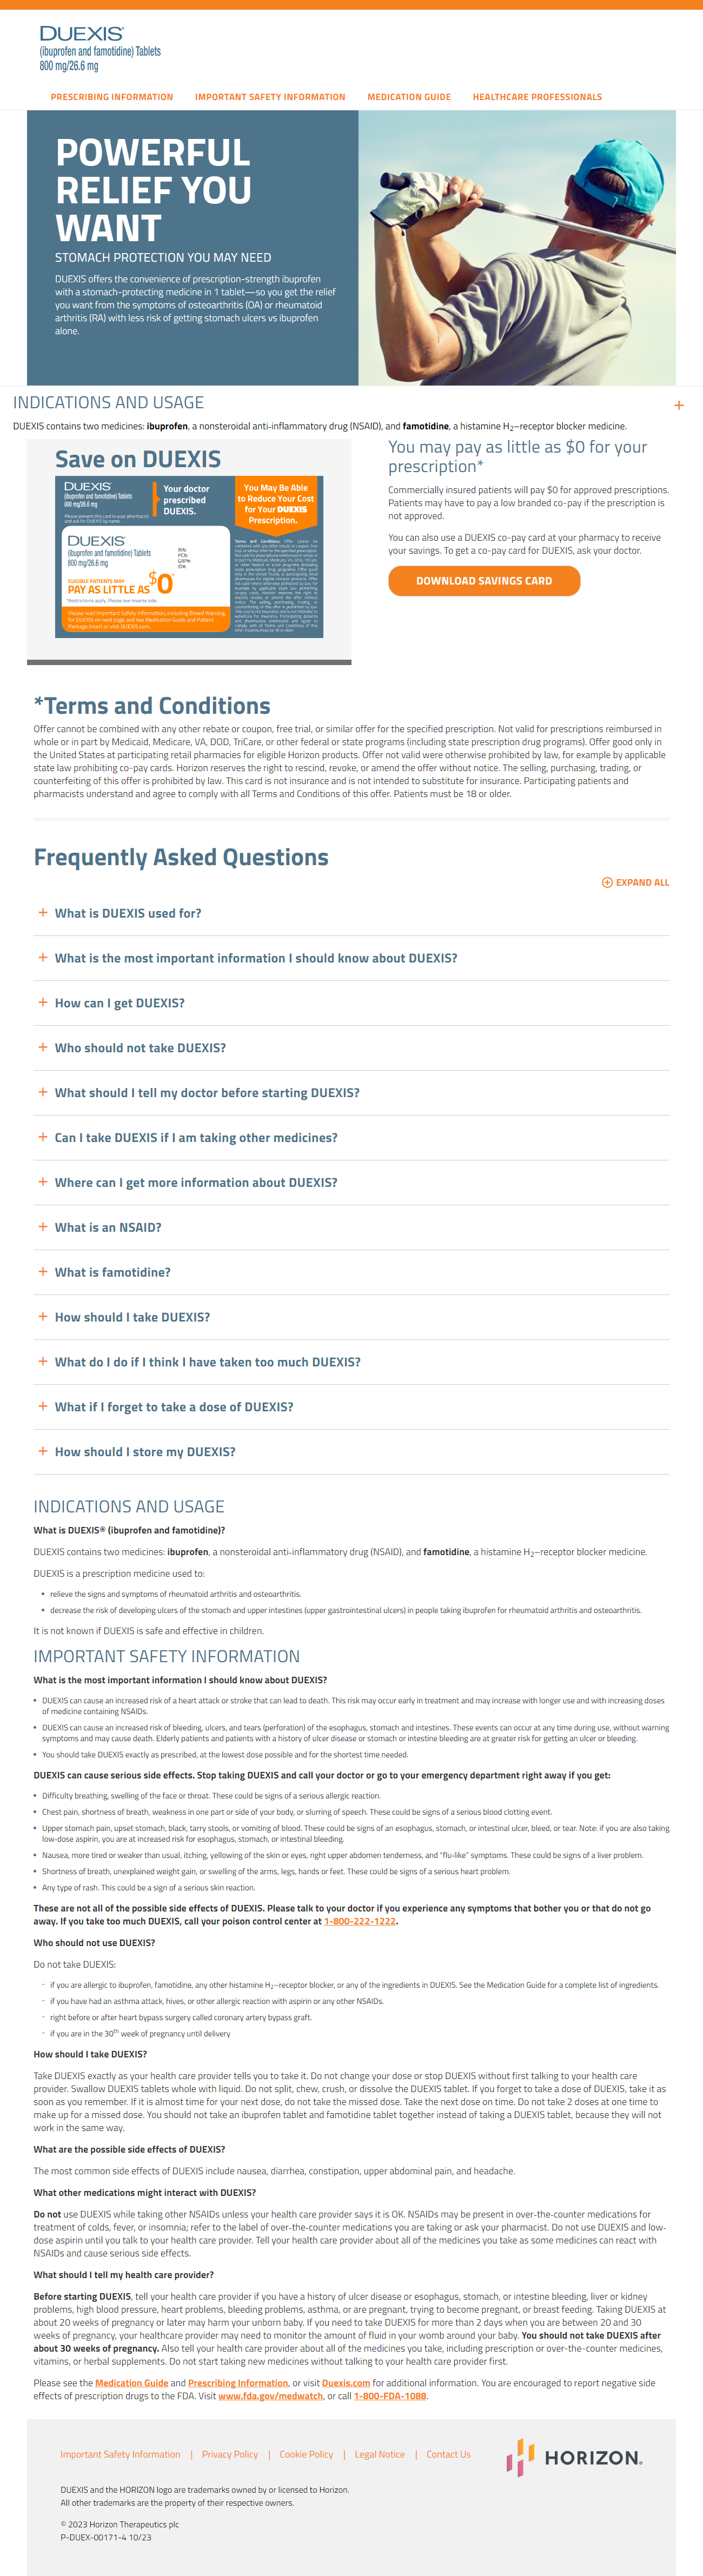 DUEXIS®
(ibuprofen and famotidine) Tablets
800 mg/26.6 mg
PRESCRIBING INFORMATION IMPORTANT SAFETY INFORMATION MEDICATION GUIDE HEALTHCARE PROFESSIONALS
POWERFUL
RELIEF YOU
WANT
STOMACH PROTECTION YOU MAY NEED
DUEXIS offers the convenience of prescription-strength ibuprofen
with a stomach-protecting medicine in 1 tablet—so you get the relief
you want from the symptoms of osteoarthritis (OA) or rheumatoid
arthritis (RA) with less risk of getting stomach ulcers vs ibuprofen
alone.
INDICATIONS AND USAGE
+
DUEXIS contains two medicines: ibuprofen, a nonsteroidal anti-inflammatory drug (NSAID), and famotidine, a histamine H₂–receptor blocker medicine.
Save on DUEXIS
DUEXIS®
(ibuprofen and famotidine) Tablets
800 mg/26.6 mg
Please present this card to your pharmacist
and ask for DUEXIS by name.
Your doctor
prescribed
DUEXIS.
You May Be Able
to Reduce Your Cost
for Your DUEXIS
Prescription.
DUEXIS®
(ibuprofen and famotidine) Tablets
800 mg/26.6 mg
BIN:
PCN:
GRP#:
ID#:
ELIGIBLE PATIENTS MAY
PAY AS LITTLE AS $0*
*Restrictions apply. Please see reverse side.
Please read Important Safety Information, including Boxed Warning,
for DUEXIS on next page and see Medication Guide and Patient
Package Insert or visit DUEXIS.com.
You may pay as little as $0 for your
prescription*
Commercially insured patients will pay $0 for approved prescriptions.
Patients may have to pay a low branded co-pay if the prescription is
not approved.
You can also use a DUEXIS co-pay card at your pharmacy to receive
your savings. To get a co-pay card for DUEXIS, ask your doctor.
DOWNLOAD SAVINGS CARD
*Terms and Conditions
Offer cannot be combined with any other rebate or coupon, free trial, or similar offer for the specified prescription. Not valid for prescriptions reimbursed in
whole or in part by Medicaid, Medicare, VA, DOD, TriCare, or other federal or state programs (including state prescription drug programs). Offer good only in
the United States at participating retail pharmacies for eligible Horizon products. Offer not valid were otherwise prohibited by law, for example by applicable
state law prohibiting co-pay cards. Horizon reserves the right to rescind, revoke, or amend the offer without notice. The selling, purchasing, trading, or
counterfeiting of this offer is prohibited by law. This card is not insurance and is not intended to substitute for insurance. Participating patients and
pharmacists understand and agree to comply with all Terms and Conditions of this offer. Patients must be 18 or older.
Frequently Asked Questions
EXPAND ALL
+ What is DUEXIS used for?
+ What is the most important information I should know about DUEXIS?
+ How can I get DUEXIS?
+ Who should not take DUEXIS?
+ What should I tell my doctor before starting DUEXIS?
+ Can I take DUEXIS if I am taking other medicines?
+ Where can I get more information about DUEXIS?
+ What is an NSAID?
+ What is famotidine?
+ How should I take DUEXIS?
+ What do I do if I think I have taken too much DUEXIS?
+ What if I forget to take a dose of DUEXIS?
+ How should I store my DUEXIS?
INDICATIONS AND USAGE
What is DUEXIS® (ibuprofen and famotidine)?
DUEXIS contains two medicines: ibuprofen, a nonsteroidal anti-inflammatory drug (NSAID), and famotidine, a histamine H₂–receptor blocker medicine.
DUEXIS is a prescription medicine used to:
• relieve the signs and symptoms of rheumatoid arthritis and osteoarthritis.
• decrease the risk of developing ulcers of the stomach and upper intestines (upper gastrointestinal ulcers) in people taking ibuprofen for rheumatoid arthritis and osteoarthritis.
It is not known if DUEXIS is safe and effective in children.
IMPORTANT SAFETY INFORMATION
What is the most important information I should know about DUEXIS?
• DUEXIS can cause an increased risk of a heart attack or stroke that can lead to death. This risk may occur early in treatment and may increase with longer use and with increasing doses
of medicine containing NSAIDs.
• DUEXIS can cause an increased risk of bleeding, ulcers, and tears (perforation) of the esophagus, stomach and intestines. These events can occur at any time during use, without warning
symptoms and may cause death. Elderly patients and patients with a history of ulcer disease or stomach or intestine bleeding are at greater risk for getting an ulcer or bleeding.
• You should take DUEXIS exactly as prescribed, at the lowest dose possible and for the shortest time needed.
DUEXIS can cause serious side effects. Stop taking DUEXIS and call your doctor or go to your emergency department right away if you get:
• Difficulty breathing, swelling of the face or throat. These could be signs of a serious allergic reaction.
• Chest pain, shortness of breath, weakness in one part or side of your body, or slurring of speech. These could be signs of a serious blood clotting event.
• Upper stomach pain, upset stomach, black, tarry stools, or vomiting of blood. These could be signs of an esophagus, stomach, or intestinal ulcer, bleed, or tear. Note: if you are also taking
low-dose aspirin, you are at increased risk for esophagus, stomach, or intestinal bleeding.
• Nausea, more tired or weaker than usual, itching, yellowing of the skin or eyes, right upper abdomen tenderness, and "flu-like" symptoms. These could be signs of a liver problem.
• Shortness of breath, unexplained weight gain, or swelling of the arms, legs, hands or feet. These could be signs of a serious heart problem.
• Any type of rash. This could be a sign of a serious skin reaction.
These are not all of the possible side effects of DUEXIS. Please talk to your doctor if you experience any symptoms that bother you or that do not go
away. If you take too much DUEXIS, call your poison control center at 1-800-222-1222.
Who should not use DUEXIS?
Do not take DUEXIS:
- if you are allergic to ibuprofen, famotidine, any other histamine H₂–receptor blocker, or any of the ingredients in DUEXIS. See the Medication Guide for a complete list of ingredients.
- if you have had an asthma attack, hives, or other allergic reaction with aspirin or any other NSAIDs.
- right before or after heart bypass surgery called coronary artery bypass graft.
- if you are in the 30th week of pregnancy until delivery
How should I take DUEXIS?
Take DUEXIS exactly as your health care provider tells you to take it. Do not change your dose or stop DUEXIS without first talking to your health care
provider. Swallow DUEXIS tablets whole with liquid. Do not split, chew, crush, or dissolve the DUEXIS tablet. If you forget to take a dose of DUEXIS, take it as
soon as you remember. If it is almost time for your next dose, do not take the missed dose. Take the next dose on time. Do not take 2 doses at one time to
make up for a missed dose. You should not take an ibuprofen tablet and famotidine tablet together instead of taking a DUEXIS tablet, because they will not
work in the same way.
What are the possible side effects of DUEXIS?
The most common side effects of DUEXIS include nausea, diarrhea, constipation, upper abdominal pain, and headache.
What other medications might interact with DUEXIS?
Do not use DUEXIS while taking other NSAIDs unless your health care provider says it is OK. NSAIDs may be present in over-the-counter medications for
treatment of colds, fever, or insomnia; refer to the label of over-the-counter medications you are taking or ask your pharmacist. Do not use DUEXIS and low-
dose aspirin until you talk to your health care provider. Tell your health care provider about all of the medicines you take as some medicines can react with
NSAIDs and cause serious side effects.
What should I tell my health care provider?
Before starting DUEXIS, tell your health care provider if you have a history of ulcer disease or esophagus, stomach, or intestine bleeding, liver or kidney
problems, high blood pressure, heart problems, bleeding problems, asthma, or are pregnant, trying to become pregnant, or breast feeding. Taking DUEXIS at
about 20 weeks of pregnancy or later may harm your unborn baby. If you need to take DUEXIS for more than 2 days when you are between 20 and 30
weeks of pregnancy, your healthcare provider may need to monitor the amount of fluid in your womb around your baby. You should not take DUEXIS after
about 30 weeks of pregnancy. Also tell your health care provider about all of the medicines you take, including prescription or over-the-counter medicines,
vitamins, or herbal supplements. Do not start taking new medicines without talking to your health care provider first.
Please see the Medication Guide and Prescribing Information, or visit Duexis.com for additional information. You are encouraged to report negative side
effects of prescription drugs to the FDA. Visit www.fda.gov/medwatch, or call 1-800-FDA-1088.
Important Safety Information | Privacy Policy | Cookie Policy | Legal Notice | Contact Us
HORIZON®
DUEXIS and the HORIZON logo are trademarks owned by or licensed to Horizon.
All other trademarks are the property of their respective owners.
© 2023 Horizon Therapeutics plc
P-DUEX-00171-4 10/23